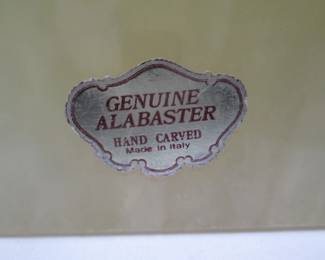 GENUINE
ALABASTER
HAND CARVED
Made in Italy